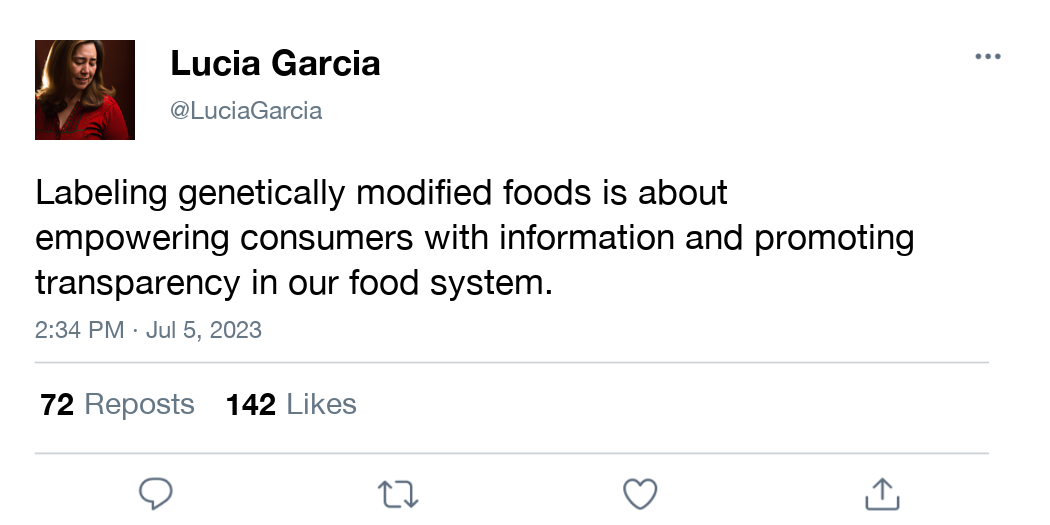 Lucia Garcia
@LuciaGarcia
Labeling genetically modified foods is about
empowering consumers with information and promoting
transparency in our food system.
2:34 PM · Jul 5, 2023
72 Reposts 142 Likes